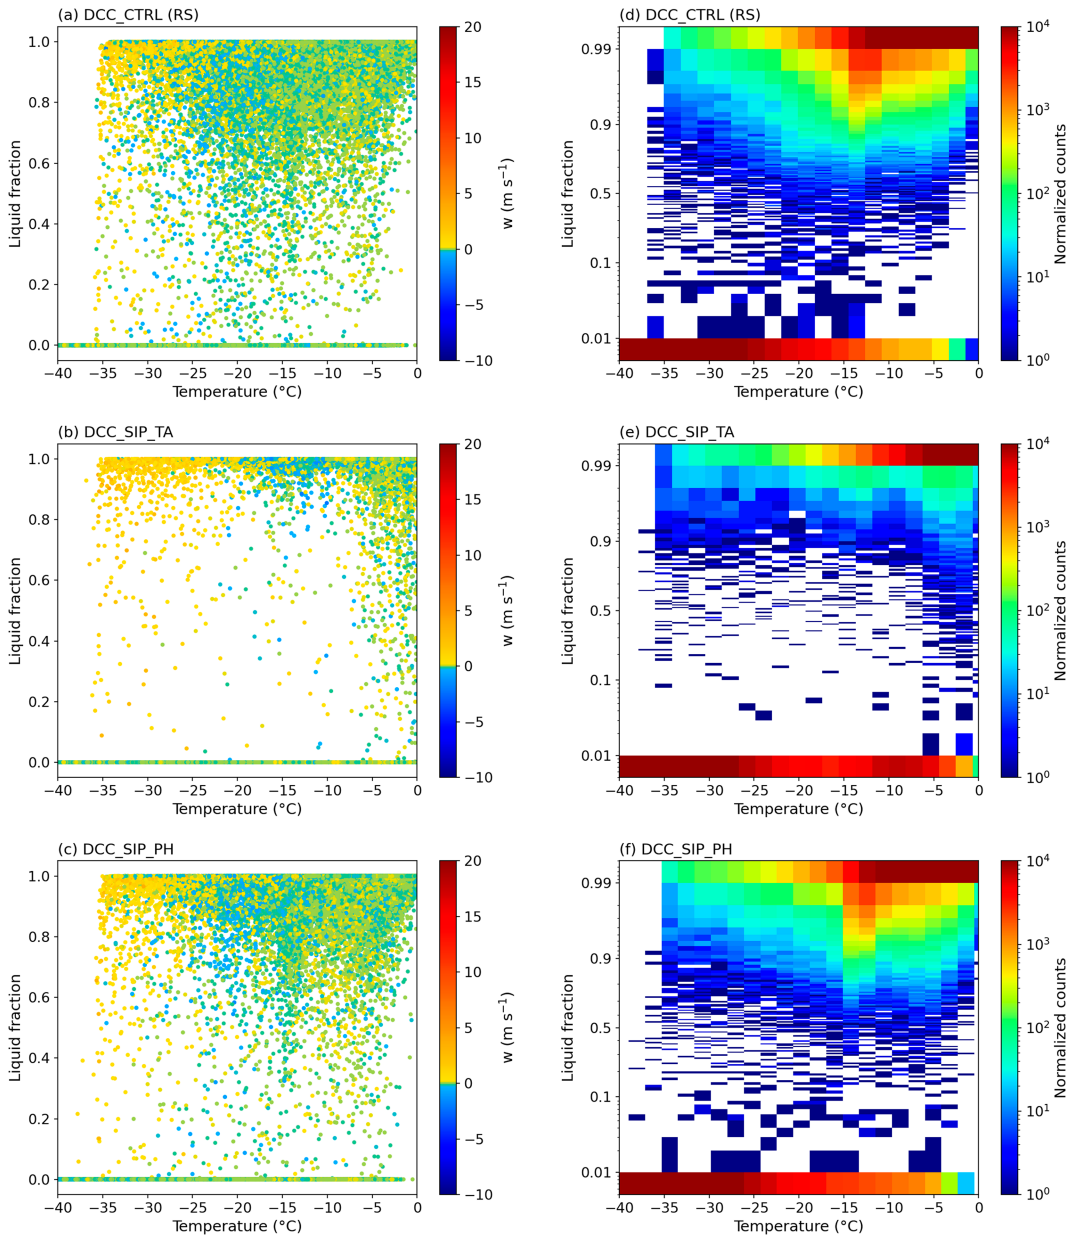 (a) DCC_CTRL (RS)
1.0
0.8
0.6
0.4
0.2
0.0
Liquid fraction
−40 −35 −30 −25 −20 −15 −10 −5 0
Temperature (°C)
20
15
10
5
0
−5
−10
w (m s⁻¹)
(d) DCC_CTRL (RS)
0.99
0.9
0.5
0.1
0.01
Liquid fraction
−40 −35 −30 −25 −20 −15 −10 −5 0
Temperature (°C)
10⁴
10³
10²
10¹
10⁰
Normalized counts
(b) DCC_SIP_TA
1.0
0.8
0.6
0.4
0.2
0.0
Liquid fraction
−40 −35 −30 −25 −20 −15 −10 −5 0
Temperature (°C)
20
15
10
5
0
−5
−10
w (m s⁻¹)
(e) DCC_SIP_TA
0.99
0.9
0.5
0.1
0.01
Liquid fraction
−40 −35 −30 −25 −20 −15 −10 −5 0
Temperature (°C)
10⁴
10³
10²
10¹
10⁰
Normalized counts
(c) DCC_SIP_PH
1.0
0.8
0.6
0.4
0.2
0.0
Liquid fraction
−40 −35 −30 −25 −20 −15 −10 −5 0
Temperature (°C)
20
15
10
5
0
−5
−10
w (m s⁻¹)
(f) DCC_SIP_PH
0.99
0.9
0.5
0.1
0.01
Liquid fraction
−40 −35 −30 −25 −20 −15 −10 −5 0
Temperature (°C)
10⁴
10³
10²
10¹
10⁰
Normalized counts